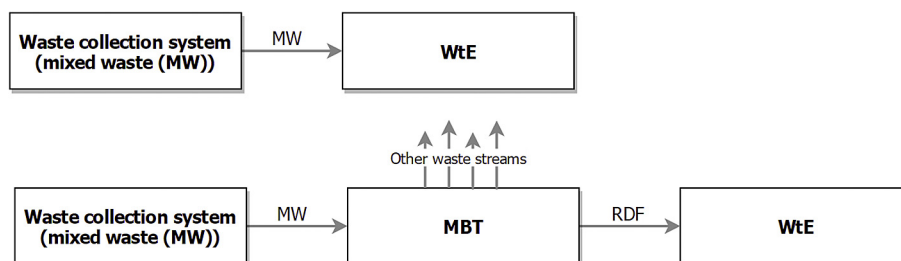 Waste collection system
(mixed waste (MW))
MW
WtE
Other waste streams
Waste collection system
(mixed waste (MW))
MW
MBT
RDF
WtE